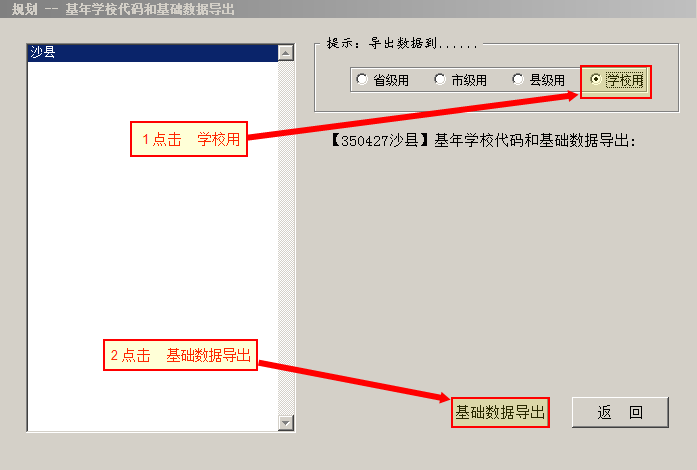 规划 -- 基年学校代码和基础数据导出
沙县
提示：导出数据到......
省级用
市级用
县级用
学校用
1 点击 学校用
【350427沙县】基年学校代码和基础数据导出：
2 点击 基础数据导出
基础数据导出
返 回